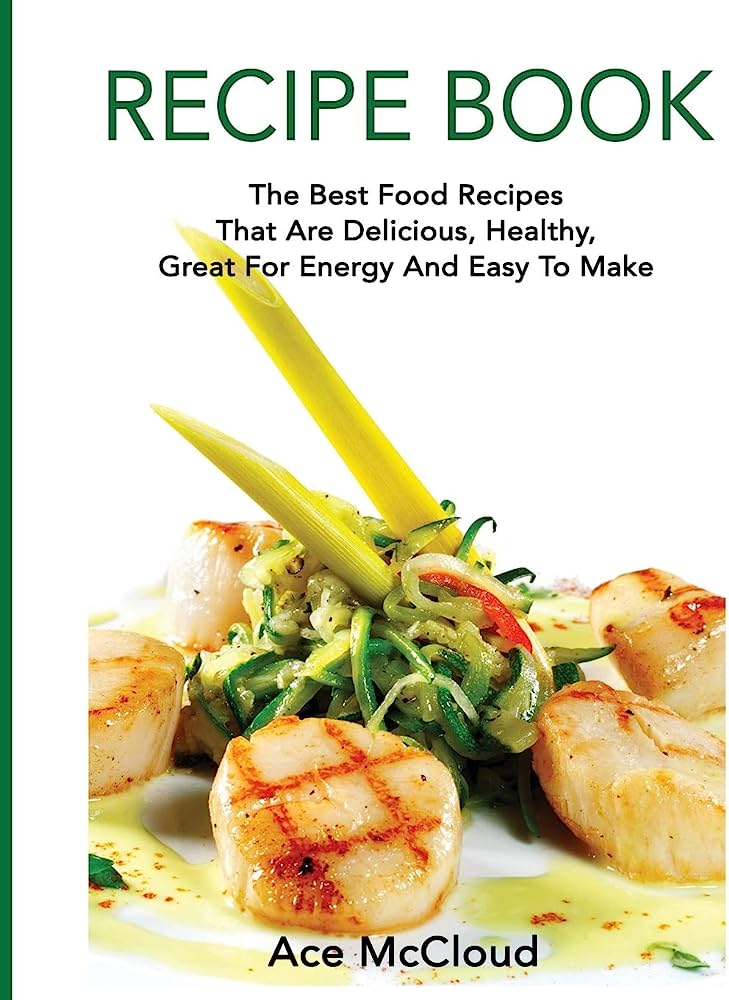 RECIPE BOOK
The Best Food Recipes
That Are Delicious, Healthy,
Great For Energy And Easy To Make
Ace McCloud